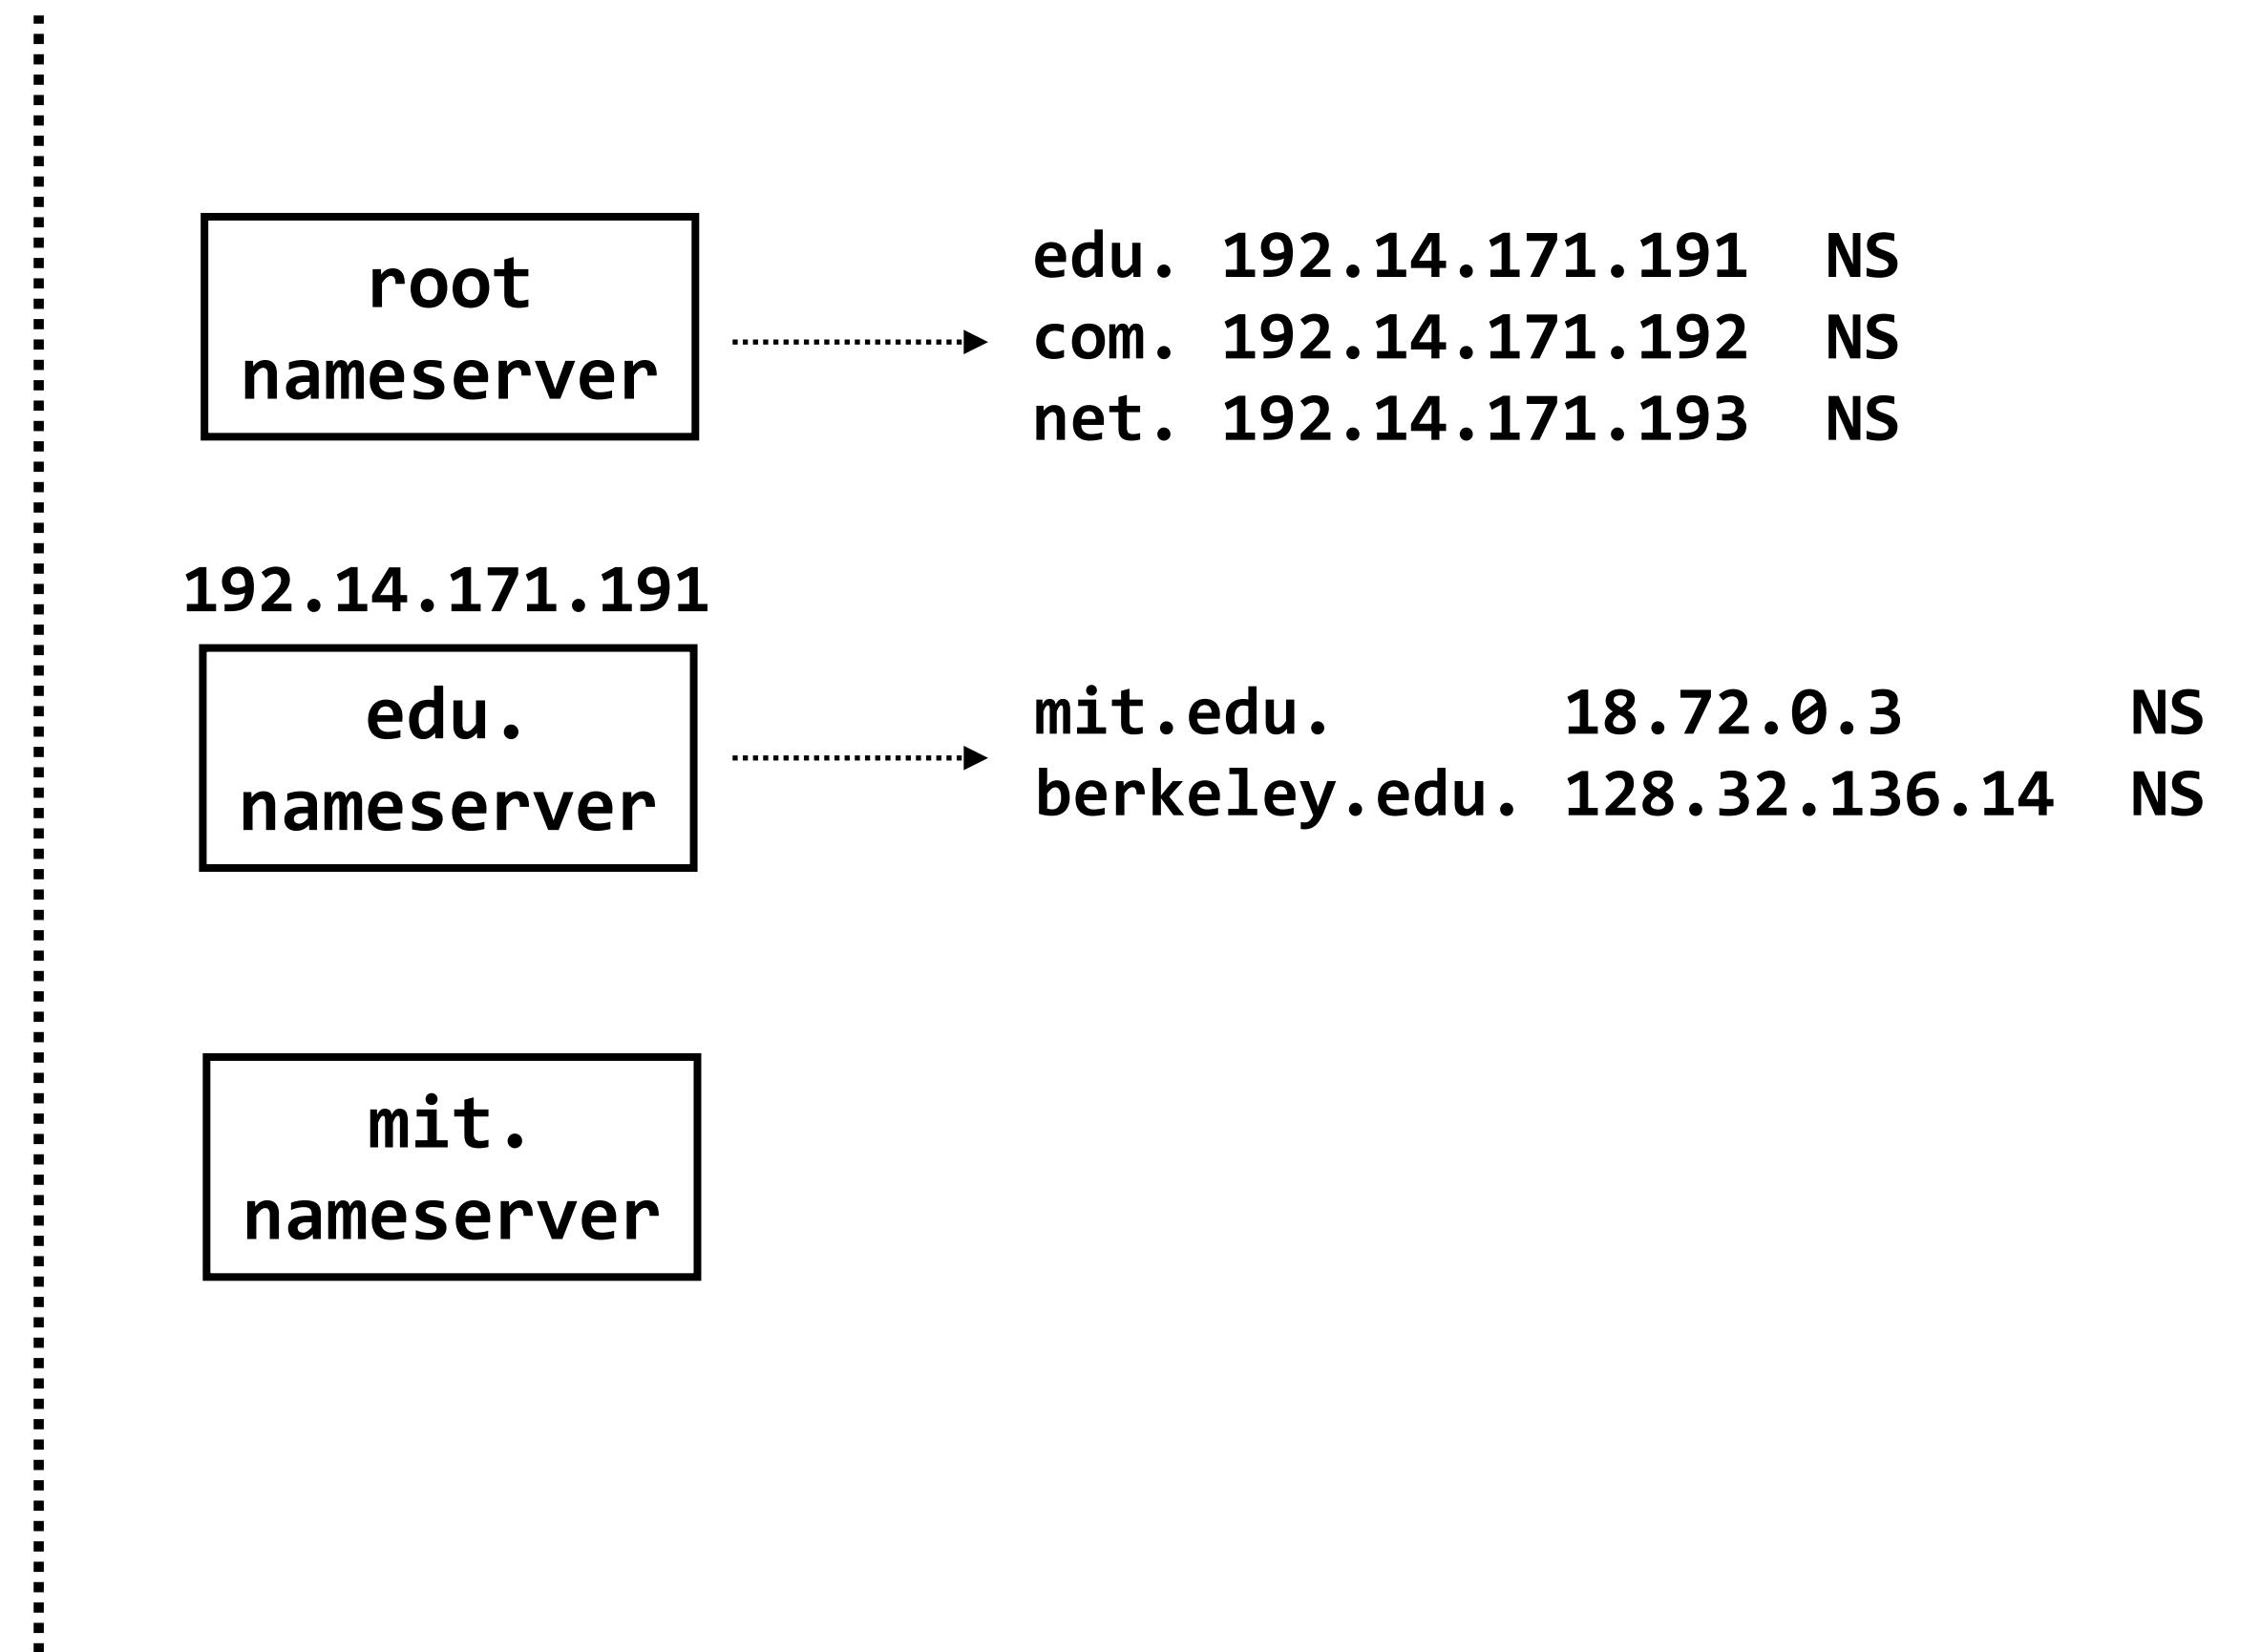 root
nameserver
edu. 192.14.171.191 NS
com. 192.14.171.192 NS
net. 192.14.171.193 NS
192.14.171.191
edu.
nameserver
mit.edu. 18.72.0.3 NS
berkeley.edu. 128.32.136.14 NS
mit.
nameserver